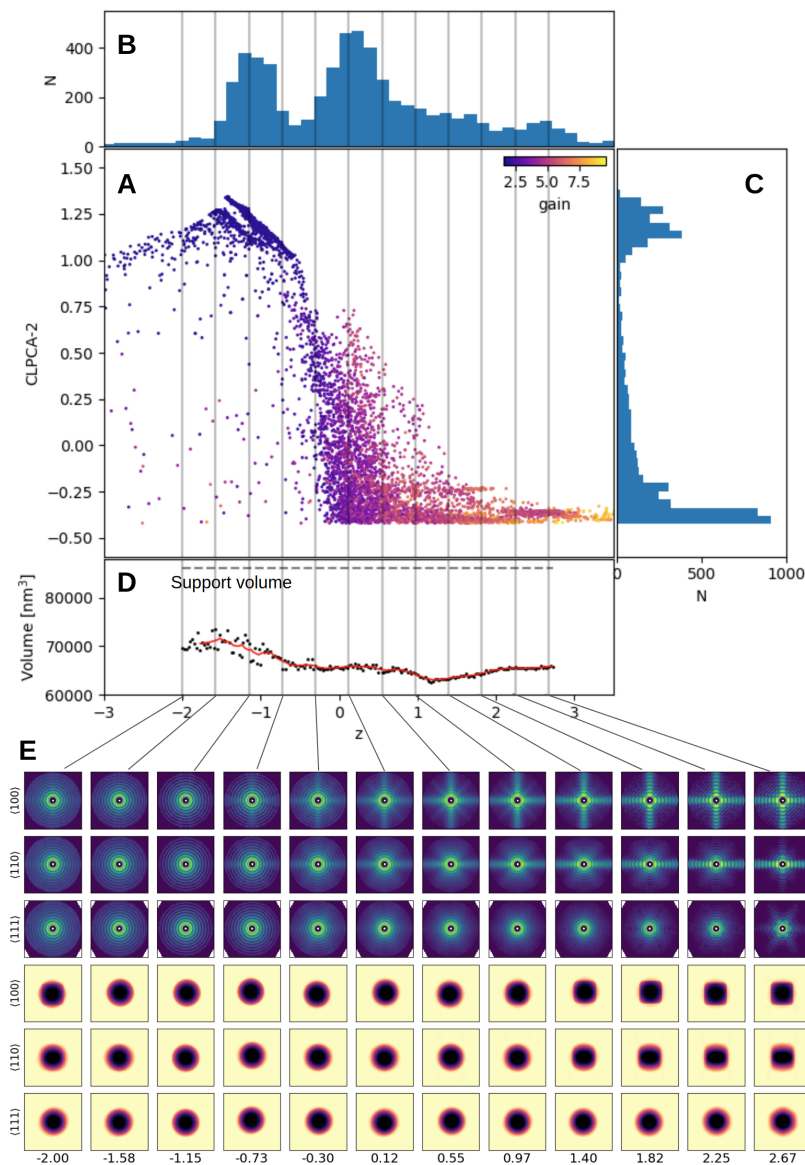 B
N
400
200
0
A
C
2.5 5.0 7.5
gain
CLPCA-2
1.50
1.25
1.00
0.75
0.50
0.25
0.00
−0.25
−0.50
0 500 1000
N
D
Support volume
Volume [nm³]
80000
70000
60000
−3 −2 −1 0 1 2 3
z
E
⟨100⟩
⟨110⟩
⟨111⟩
⟨100⟩
⟨110⟩
⟨111⟩
-2.00 -1.58 -1.15 -0.73 -0.30 0.12 0.55 0.97 1.40 1.82 2.25 2.67